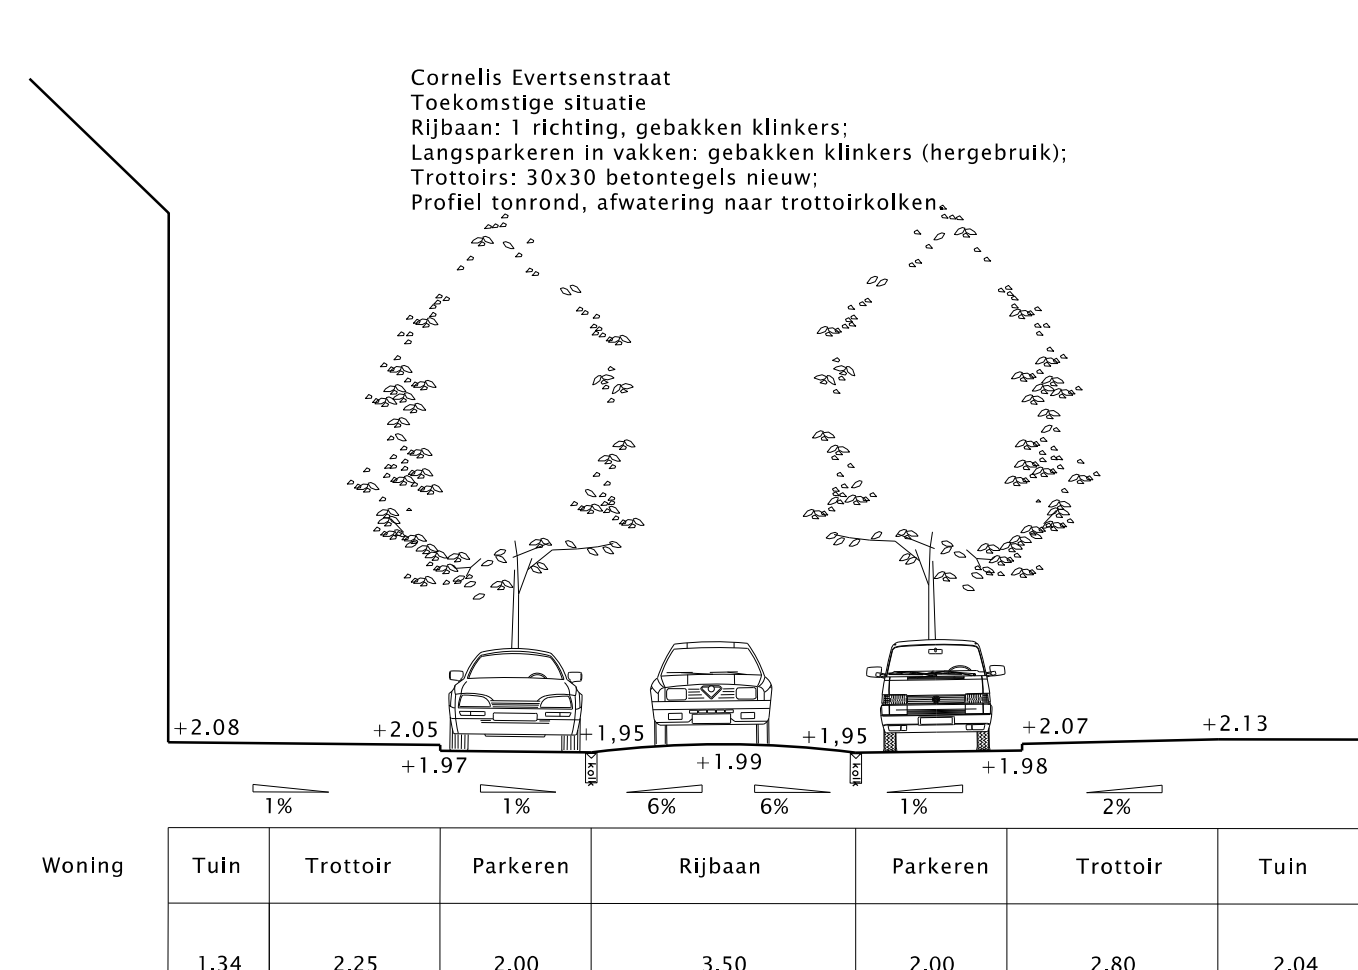 Cornelis Evertsenstraat
Toekomstige situatie
Rijbaan: 1 richting, gebakken klinkers;
Langsparkeren in vakken: gebakken klinkers (hergebruik);
Trottoirs: 30x30 betontegels nieuw;
Profiel tonrond, afwatering naar trottoirkolken.
+2.08 +2.05 +1,95 +1,95 +2.07 +2.13
+1.97 kolk +1.99 kolk +1.98
1% 1% 6% 6% 1% 2%
Woning Tuin Trottoir Parkeren Rijbaan Parkeren Trottoir Tuin
1.34 2.25 2.00 3.50 2.00 2.80 2.04